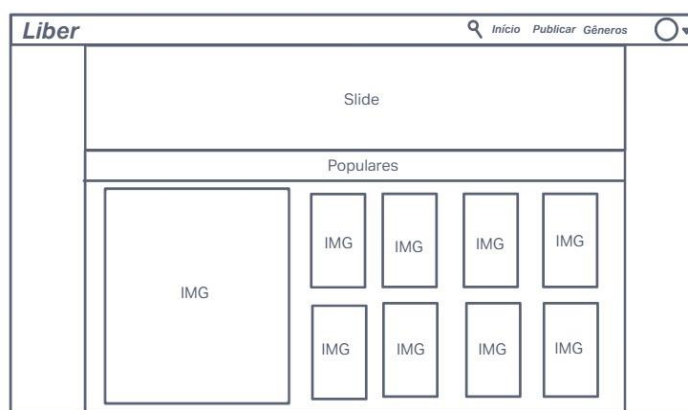 Liber
Início Publicar Gêneros
Slide
Populares
IMG
IMG IMG IMG IMG
IMG IMG IMG IMG